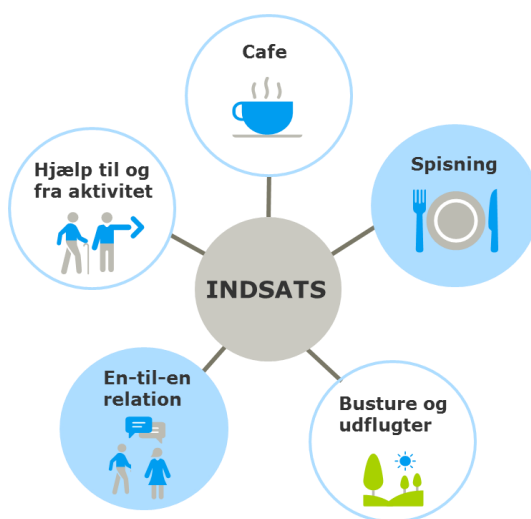 Cafe
Spisning
Hjælp til og
fra aktivitet
INDSATS
En-til-en
relation
Busture og
udflugter